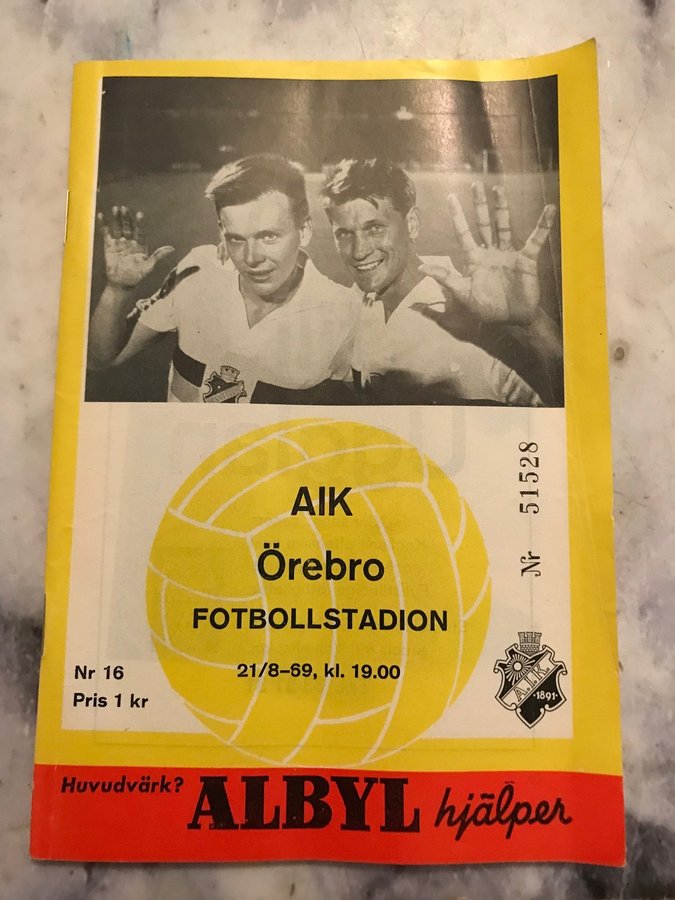 AIK
Örebro
FOTBOLLSTADION
21/8-69, kl. 19.00
Nr 51528
Nr 16
Pris 1 kr
A.I.K.
1891
Huvudvärk? ALBYL hjälper